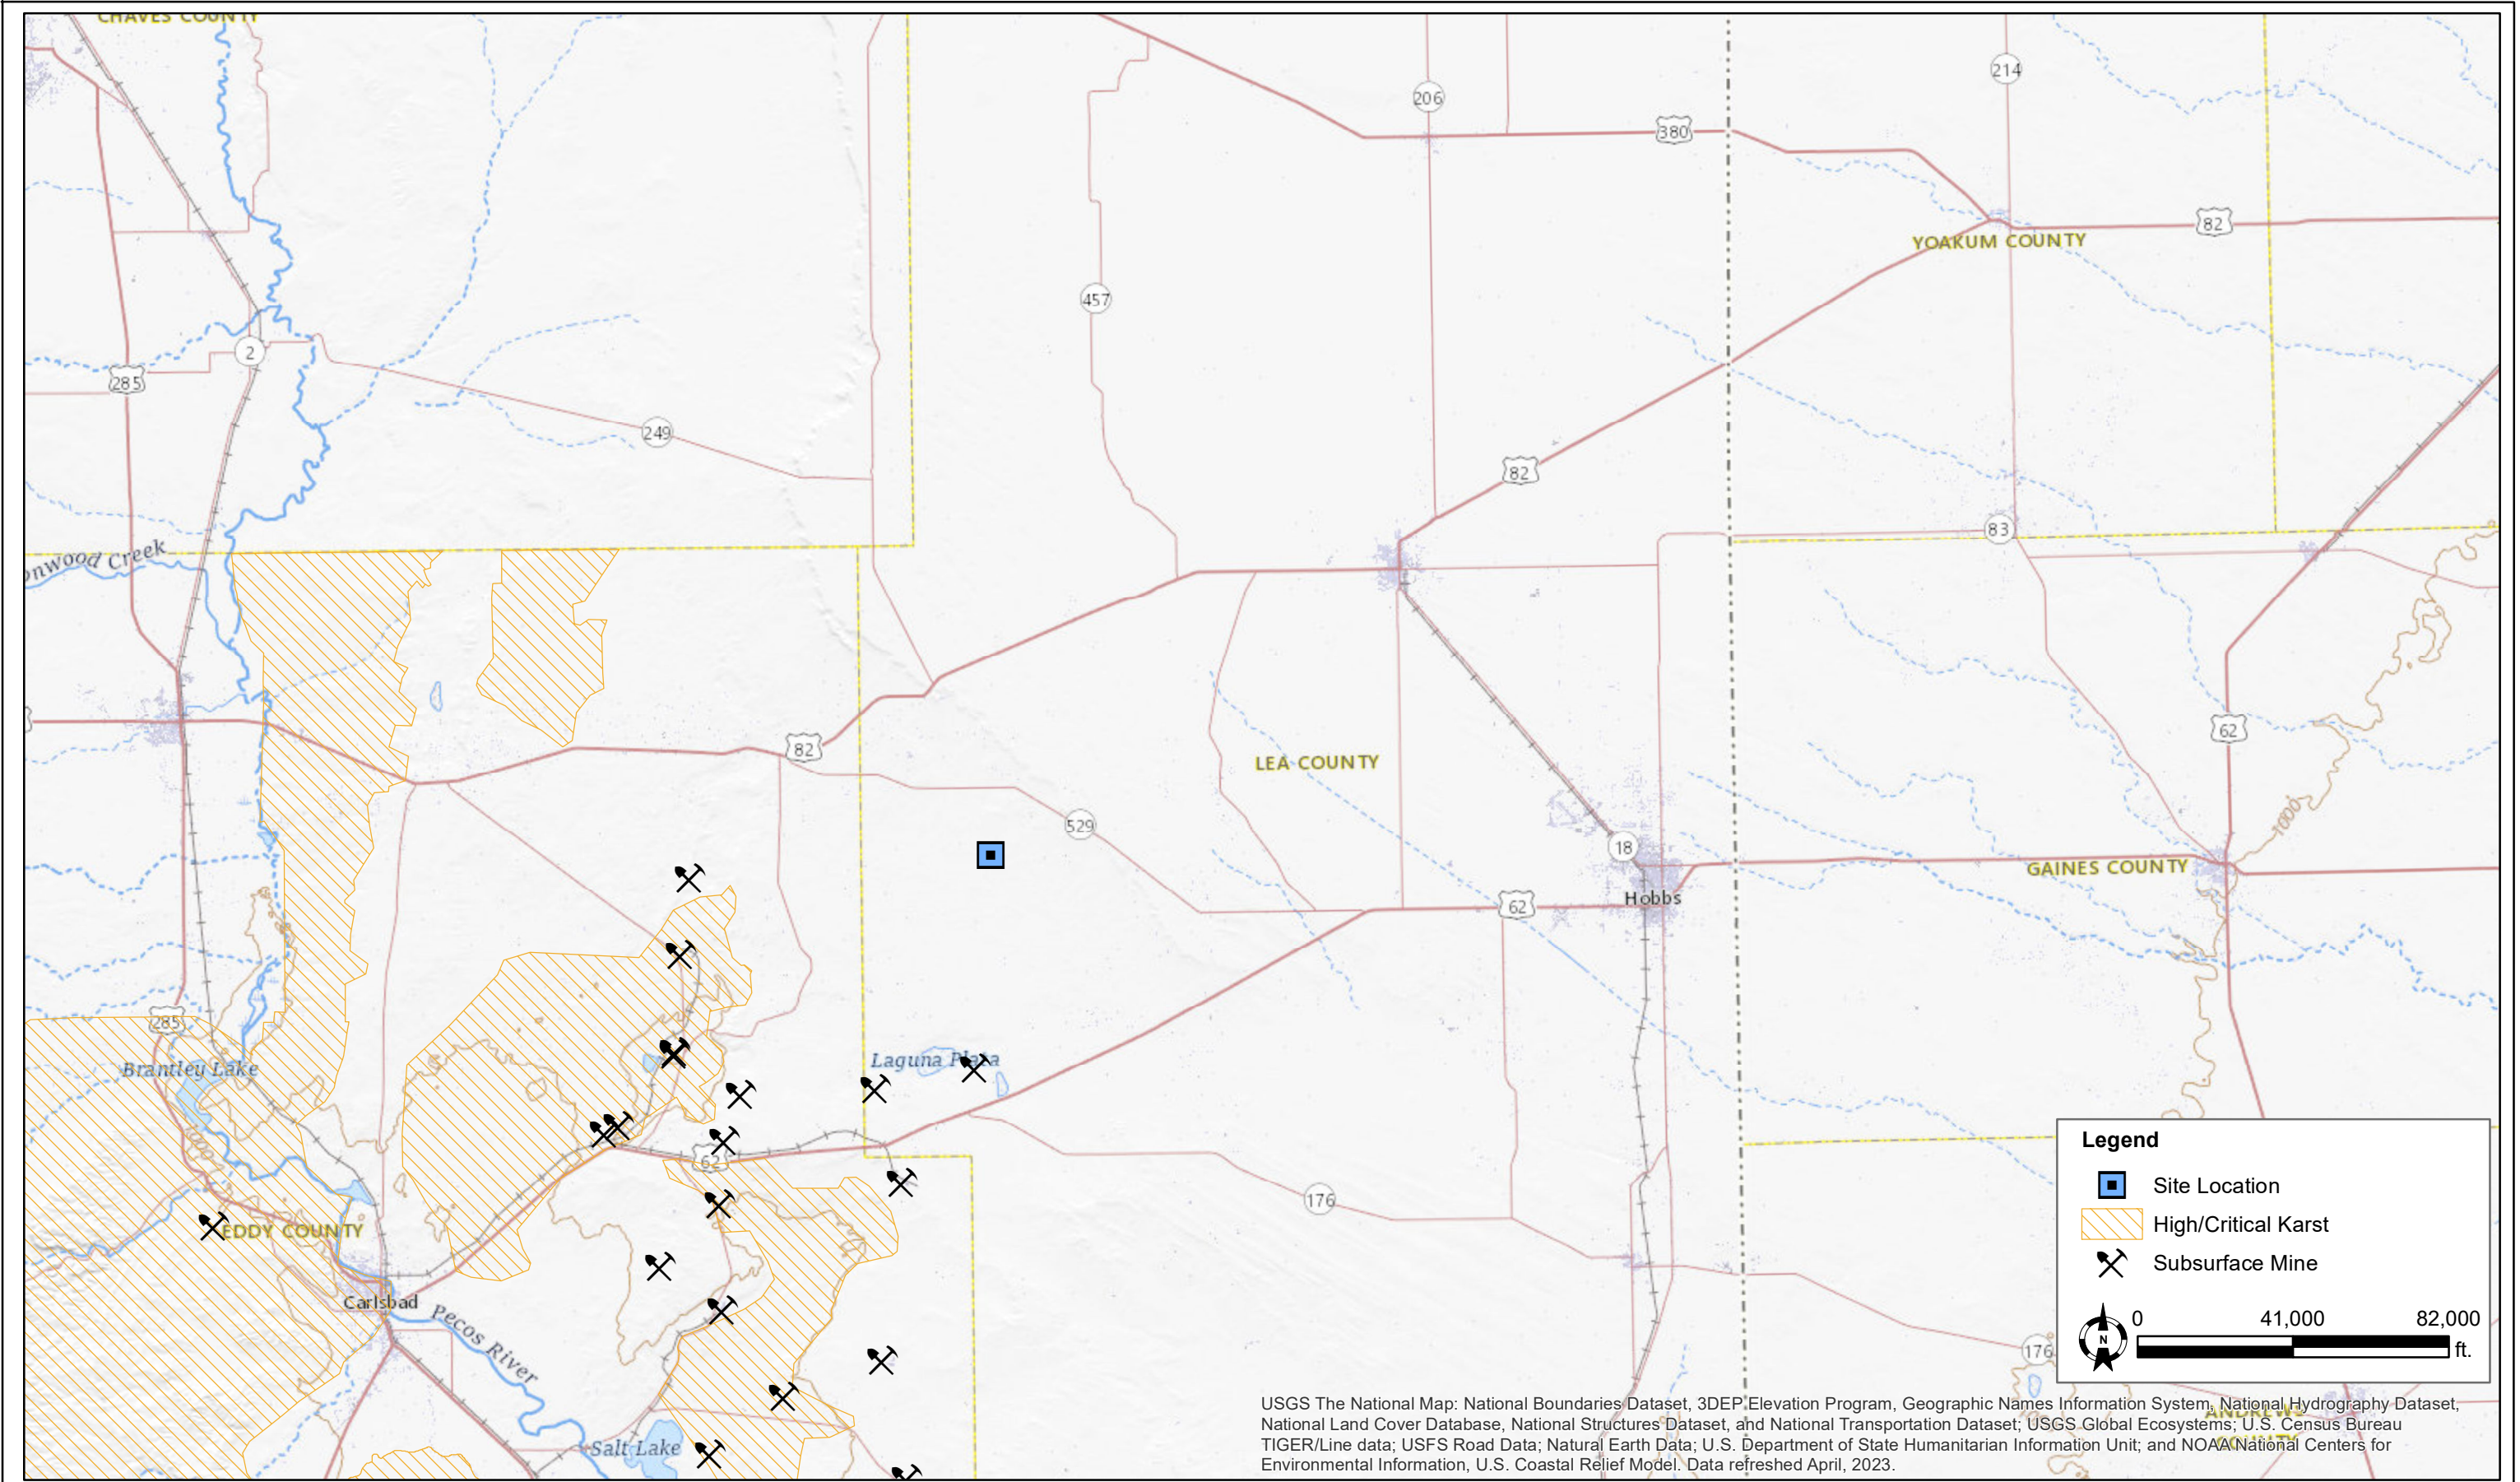 CHAVES COUNTY
214
206
380
82
YOAKUM COUNTY
457
2
285
249
82
83
onwood Creek
62
82
LEA COUNTY
1000
529
18
GAINES COUNTY
62
Hobbs
285
Laguna Plata
Brantley Lake
1000
62
176
EDDY COUNTY
Carlsbad
Pecos River
Salt Lake
176
Legend
Site Location
High/Critical Karst
Subsurface Mine
N
0 41,000 82,000
ft.
ANDREWS
COUNTY
USGS The National Map: National Boundaries Dataset, 3DEP Elevation Program, Geographic Names Information System, National Hydrography Dataset,
National Land Cover Database, National Structures Dataset, and National Transportation Dataset; USGS Global Ecosystems; U.S. Census Bureau
TIGER/Line data; USFS Road Data; Natural Earth Data; U.S. Department of State Humanitarian Information Unit; and NOAA National Centers for
Environmental Information, U.S. Coastal Relief Model. Data refreshed April, 2023.